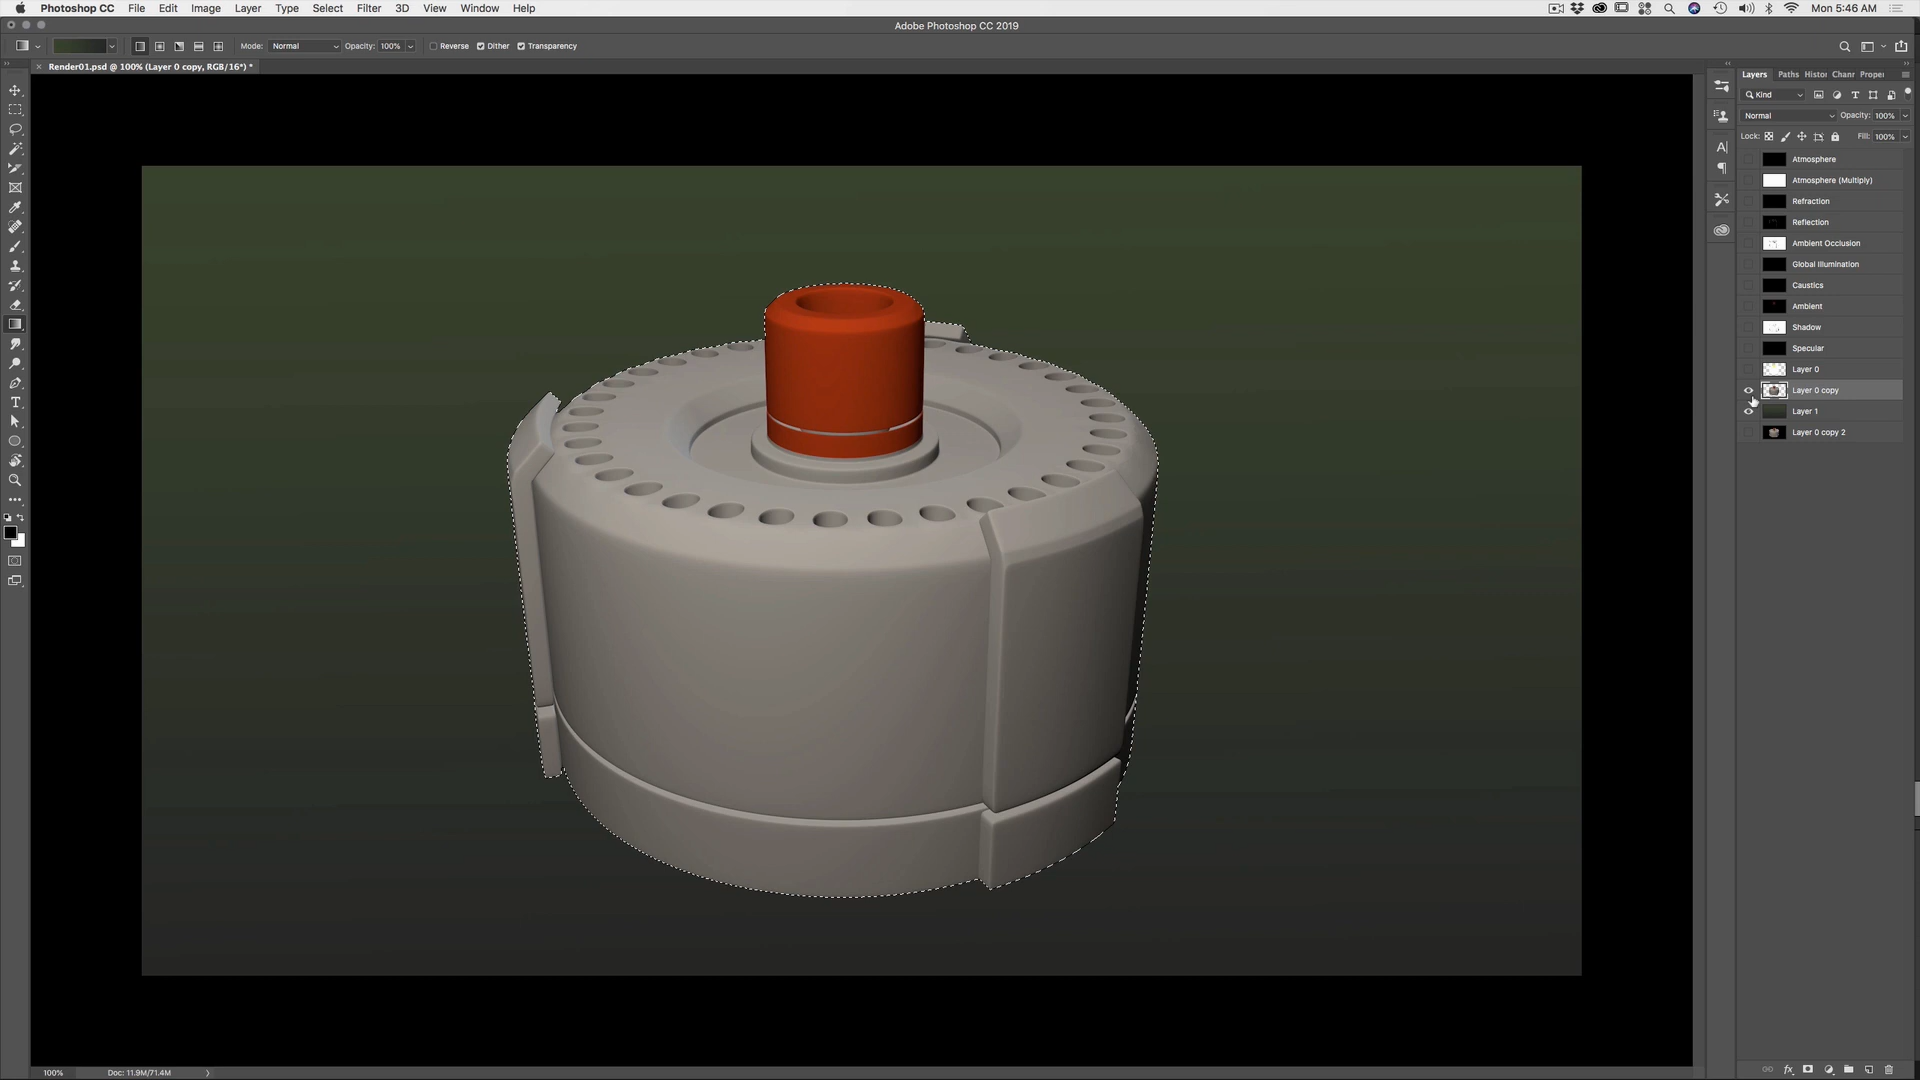 Photoshop CC File Edit Image Layer Type Select Filter 3D View Window Help Mon 5:46 AM
Adobe Photoshop CC 2019
Mode: Normal Opacity: 100% Reverse Dither Transparency
× Render01.psd @ 100% (Layer 0 copy, RGB/16*) *
Layers Paths Histor Chanr Proper
Kind
Normal Opacity: 100%
Lock: Fill: 100%
Atmosphere
Atmosphere (Multiply)
Refraction
Reflection
Ambient Occlusion
Global Illumination
Caustics
Ambient
Shadow
Specular
Layer 0
Layer 0 copy
Layer 1
Layer 0 copy 2
100% Doc: 11.9M/71.4M